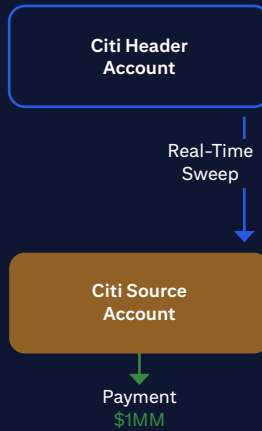 Citi Header
Account
Real-Time
Sweep
Citi Source
Account
Payment
$1MM